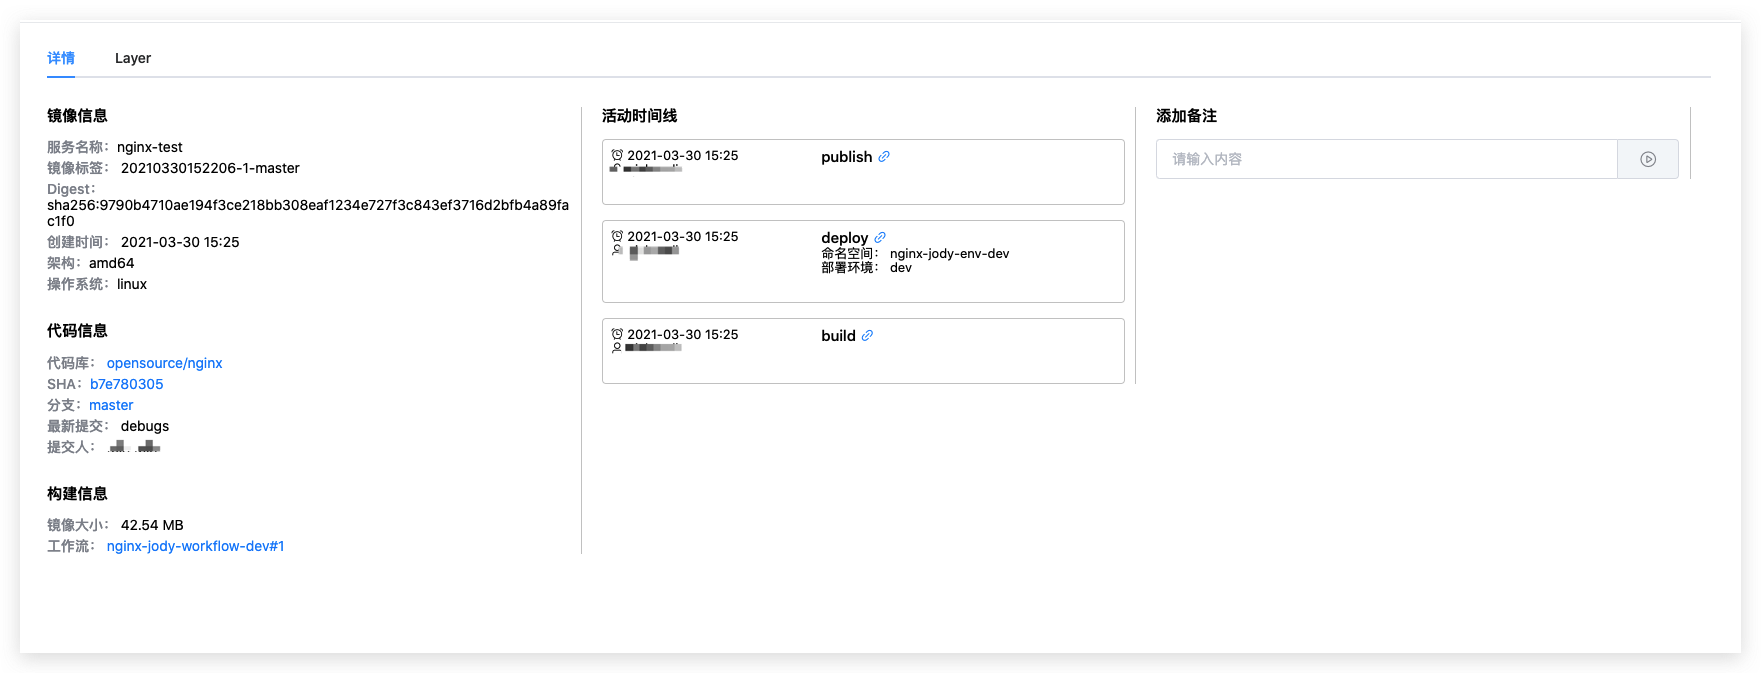 详情 Layer
镜像信息
服务名称： nginx-test
镜像标签： 20210330152206-1-master
Digest：
sha256:9790b4710ae194f3ce218bb308eaf1234e727f3c843ef3716d2bfb4a89fa
c1f0
创建时间： 2021-03-30 15:25
架构： amd64
操作系统： linux
代码信息
代码库： opensource/nginx
SHA： b7e780305
分支： master
最新提交： debugs
提交人：
构建信息
镜像大小： 42.54 MB
工作流： nginx-jody-workflow-dev#1
活动时间线
2021-03-30 15:25 publish
2021-03-30 15:25 deploy
命名空间： nginx-jody-env-dev
部署环境： dev
2021-03-30 15:25 build
添加备注
请输入内容